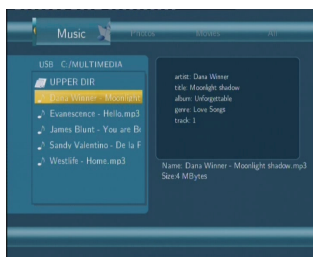 Music Photos Movies All
USB C:/MULTIMEDIA
UPPER DIR
Dana Winner - Moonlight
Evanescence - Hello.mp3
James Blunt - You are Be
Sandy Valentino - De la F
Westlife - Home.mp3
artist: Dana Winner
title: Moonlight shadow
album: Unforgettable
genre: Love Songs
track: 1
Name: Dana Winner - Moonlight shadow.mp3
Size:4 MBytes